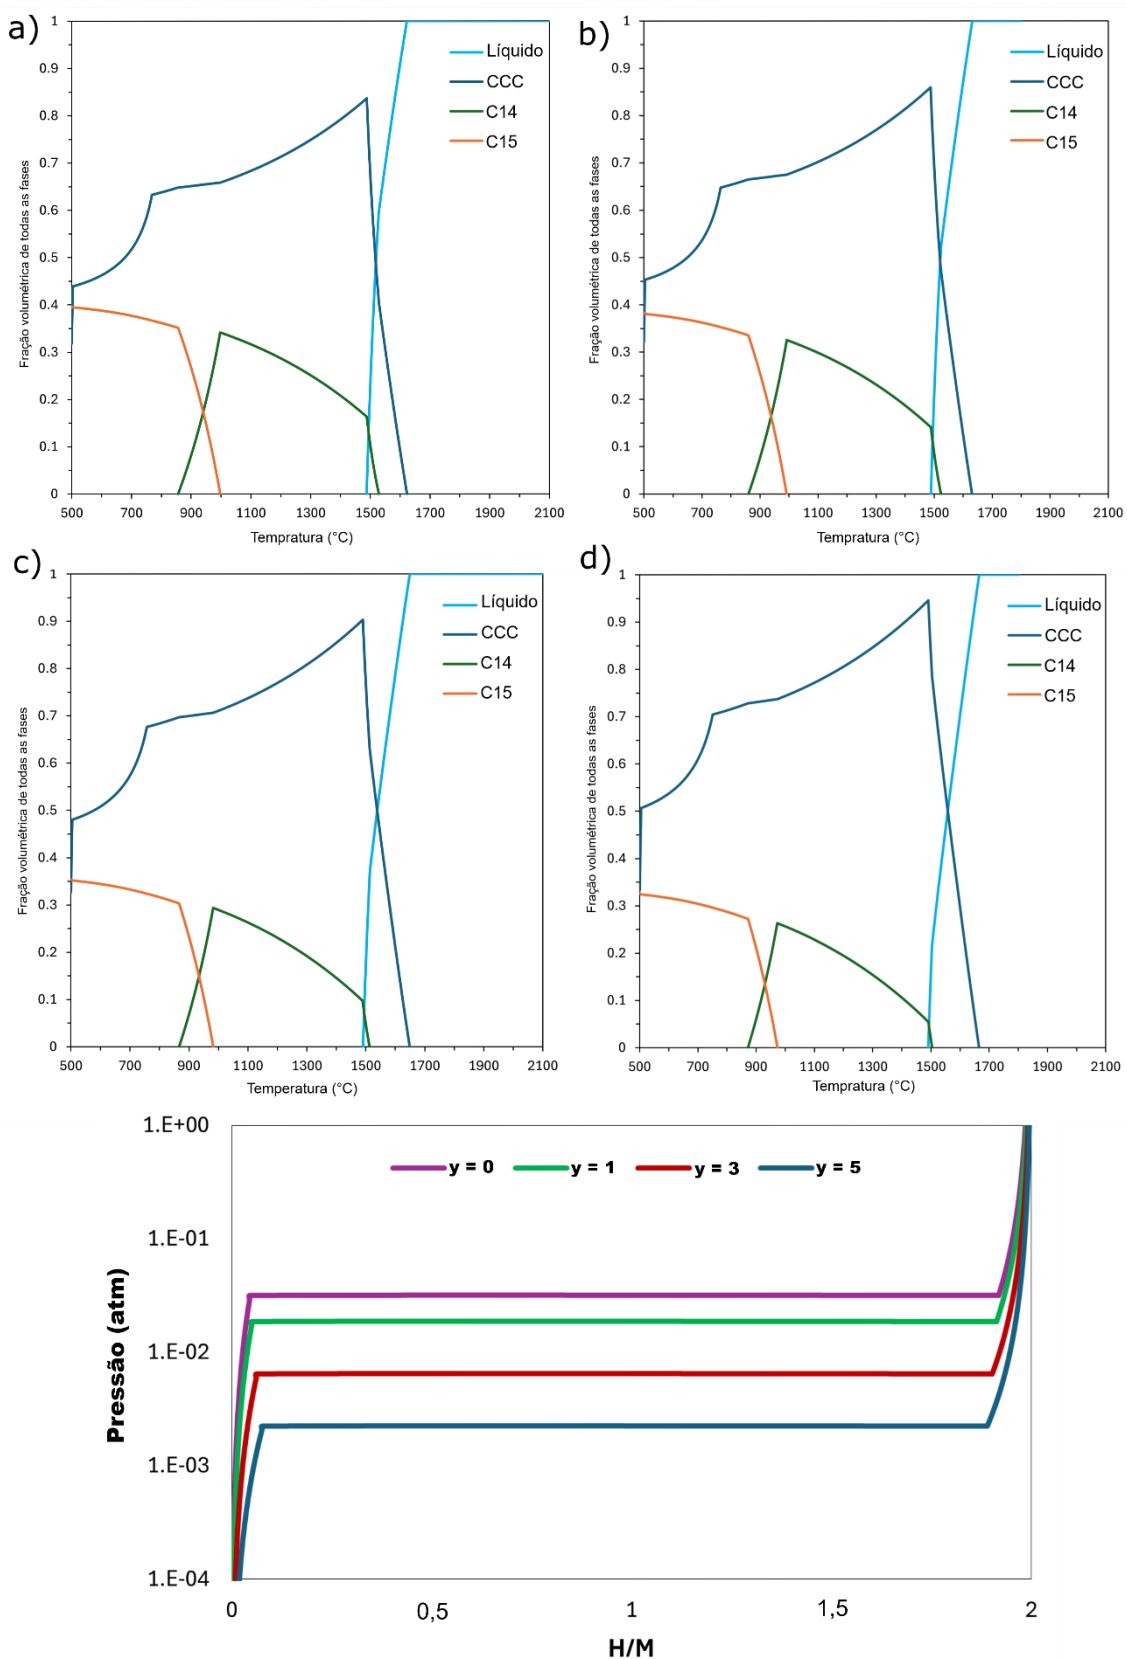 a)
Fração volumétrica de todas as fases
1
0.9
0.8
0.7
0.6
0.5
0.4
0.3
0.2
0.1
0
Líquido
CCC
C14
C15
500 700 900 1100 1300 1500 1700 1900 2100
Tempratura (°C)
b)
Fração volumétrica de todas as fases
1
0.9
0.8
0.7
0.6
0.5
0.4
0.3
0.2
0.1
0
Líquido
CCC
C14
C15
500 700 900 1100 1300 1500 1700 1900 2100
Tempratura (°C)
c)
Fração volumétrica de todas as fases
1
0.9
0.8
0.7
0.6
0.5
0.4
0.3
0.2
0.1
0
Líquido
CCC
C14
C15
500 700 900 1100 1300 1500 1700 1900 2100
Temperatura (°C)
d)
Fração volumétrica de todas as fases
1
0.9
0.8
0.7
0.6
0.5
0.4
0.3
0.2
0.1
0
Líquido
CCC
C14
C15
500 700 900 1100 1300 1500 1700 1900 2100
Tempratura (°C)
Pressão (atm)
1.E+00
1.E-01
1.E-02
1.E-03
1.E-04
y = 0 y = 1 y = 3 y = 5
0 0,5 1 1,5 2
H/M